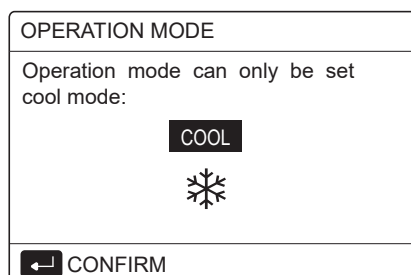 OPERATION MODE
Operation mode can only be set
cool mode:
COOL
CONFIRM